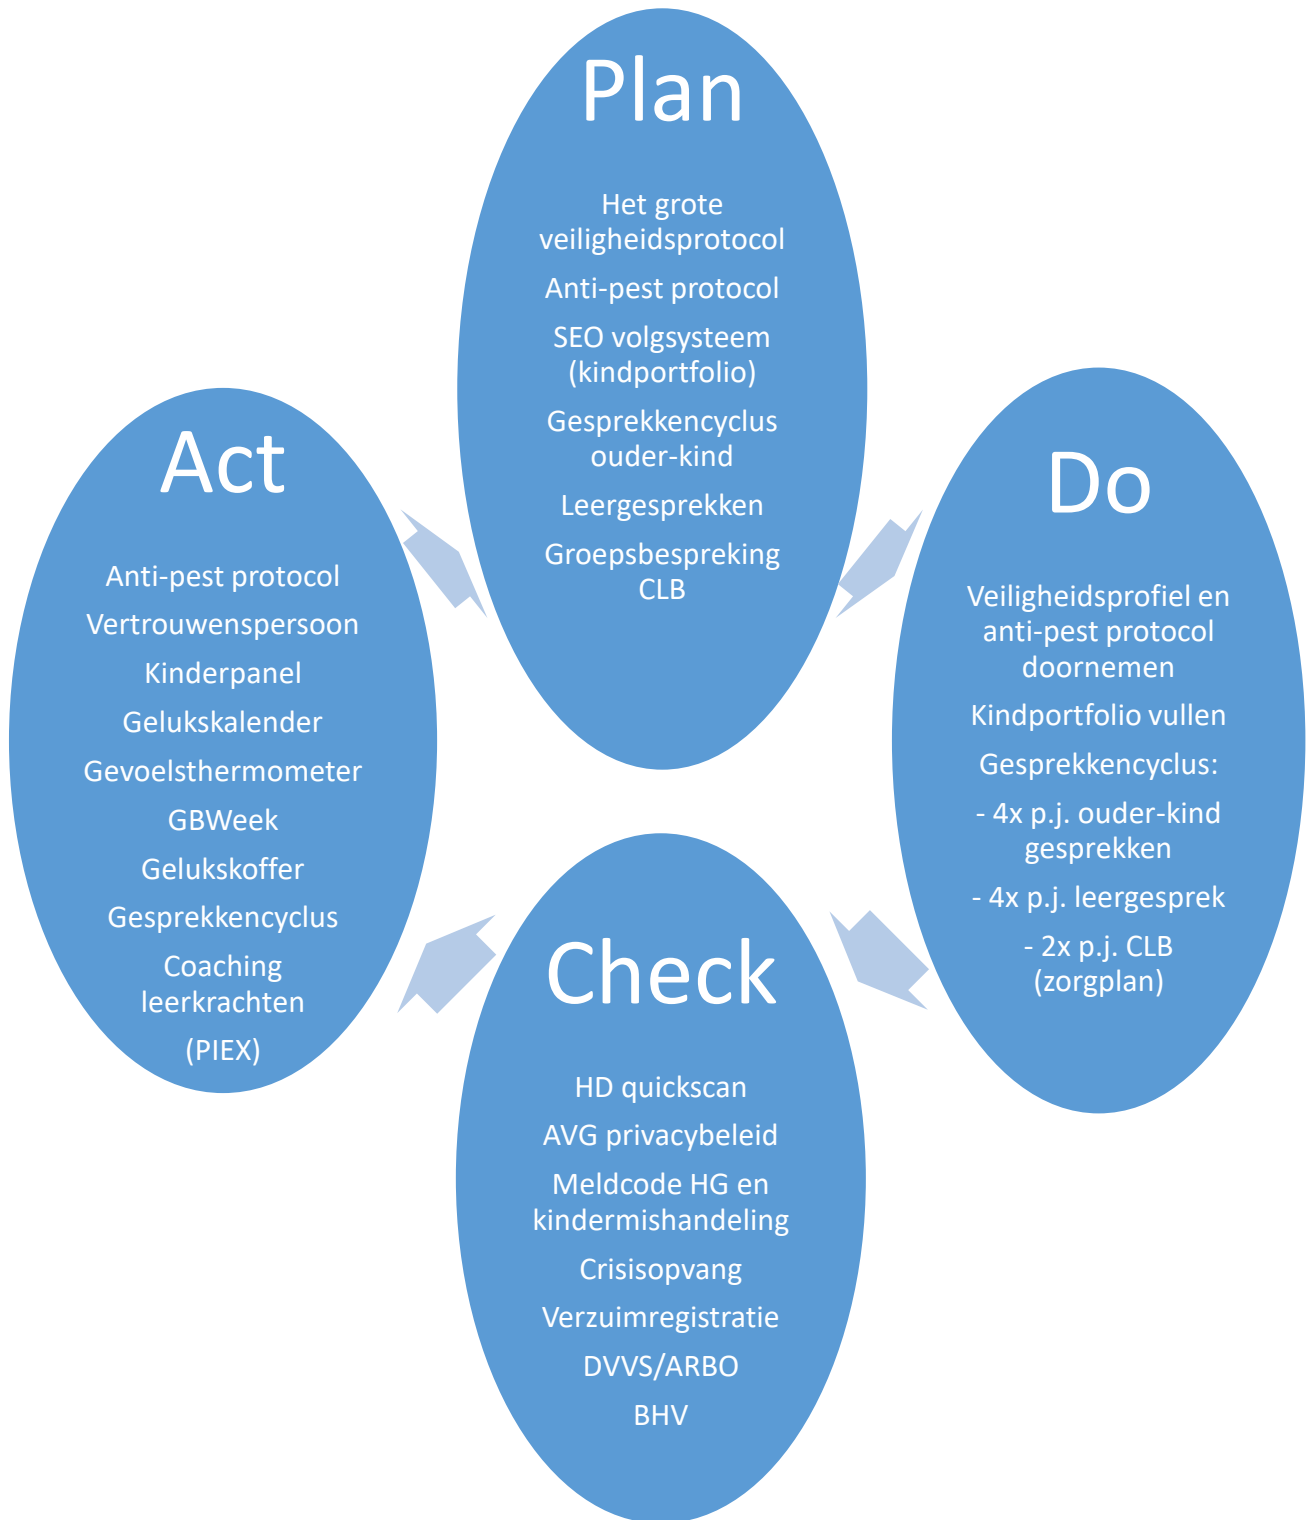 Plan
Het grote
veiligheidsprotocol
Anti-pest protocol
SEO volgsysteem
(kindportfolio)
Gesprekkencyclus
ouder-kind
Leergesprekken
Groepsbespreking
CLB
Do
Veiligheidsprofiel en
anti-pest protocol
doornemen
Kindportfolio vullen
Gesprekkencyclus:
- 4x p.j. ouder-kind
gesprekken
- 4x p.j. leergesprek
- 2x p.j. CLB
(zorgplan)
Check
HD quickscan
AVG privacybeleid
Meldcode HG en
kindermishandeling
Crisisopvang
Verzuimregistratie
DVVS/ARBO
BHV
Act
Anti-pest protocol
Vertrouwenspersoon
Kinderpanel
Gelukskalender
Gevoelsthermometer
GBWeek
Gelukskoffer
Gesprekkencyclus
Coaching
leerkrachten
(PIEX)